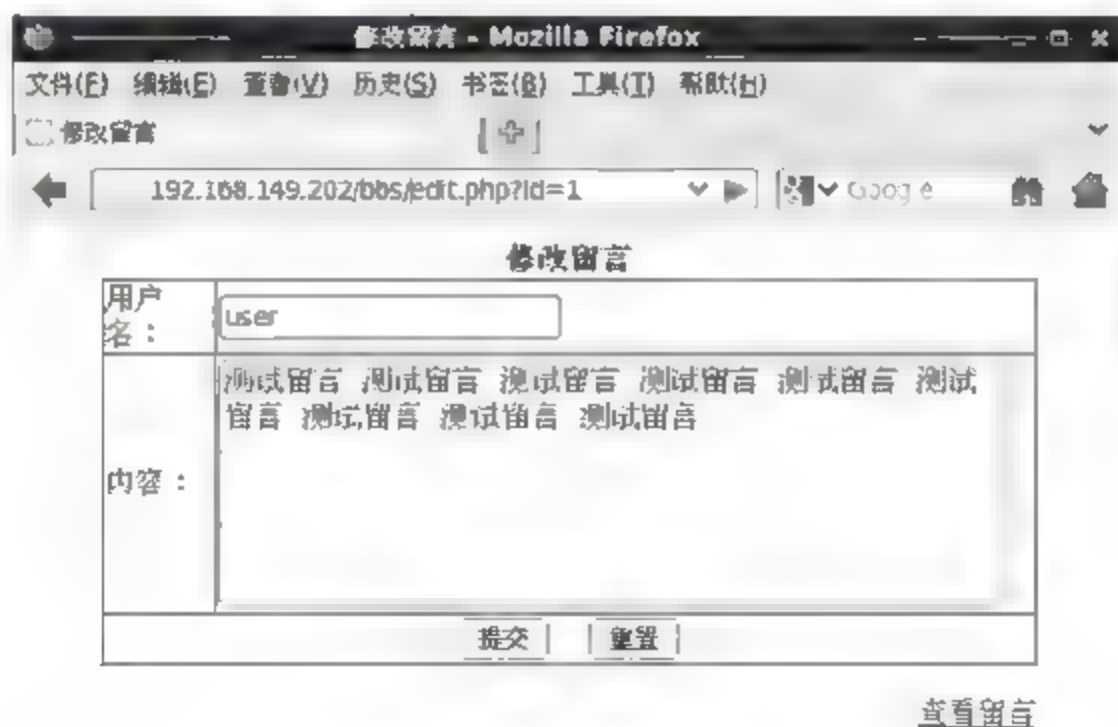 修改留言 - Mozilla Firefox
文件(F) 编辑(E) 查看(V) 历史(S) 书签(B) 工具(T) 帮助(H)
修改留言
192.168.149.202/bbs/edit.php?id=1 Google
修改留言
用户
名：
user
测试留言 测试留言 测试留言 测试留言 测试留言 测试
留言 测试留言 测试留言 测试留言
内容：
提交 重置
查看留言